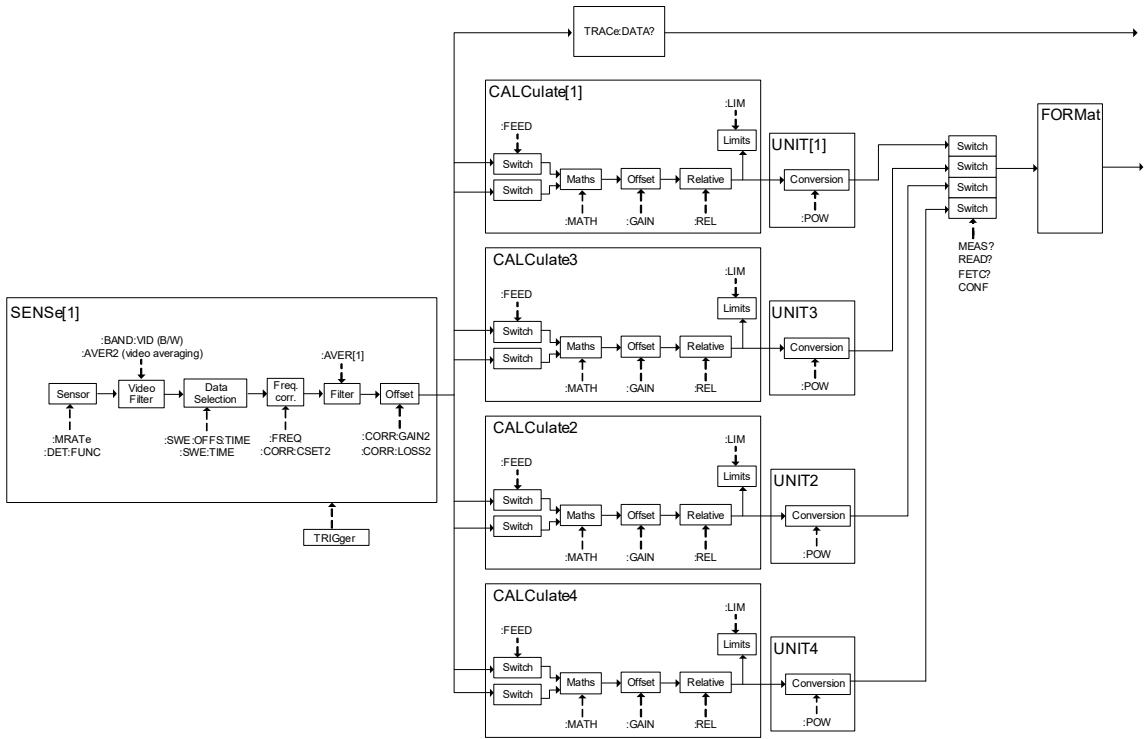 TRACe:DATA?
CALCulate[1]
:FEED
Switch
Switch
Maths
:MATH
Offset
:GAIN
Relative
:REL
:LIM
Limits
UNIT[1]
Conversion
:POW
CALCulate3
:FEED
Switch
Switch
Maths
:MATH
Offset
:GAIN
Relative
:REL
:LIM
Limits
UNIT3
Conversion
:POW
SENSe[1]
:BAND:VID (B/W)
:AVER2 (video averaging)
Sensor
:MRATe
:DET:FUNC
Video
Filter
Data
Selection
:SWE:OFFS:TIME
:SWE:TIME
Freq.
corr.
:FREQ
:CORR:CSET2
:AVER[1]
Filter
Offset
:CORR:GAIN2
:CORR:LOSS2
TRIGger
CALCulate2
:FEED
Switch
Switch
Maths
:MATH
Offset
:GAIN
Relative
:REL
:LIM
Limits
UNIT2
Conversion
:POW
CALCulate4
:FEED
Switch
Switch
Maths
:MATH
Offset
:GAIN
Relative
:REL
:LIM
Limits
UNIT4
Conversion
:POW
Switch
Switch
Switch
Switch
MEAS?
READ?
FETC?
CONF
FORMat